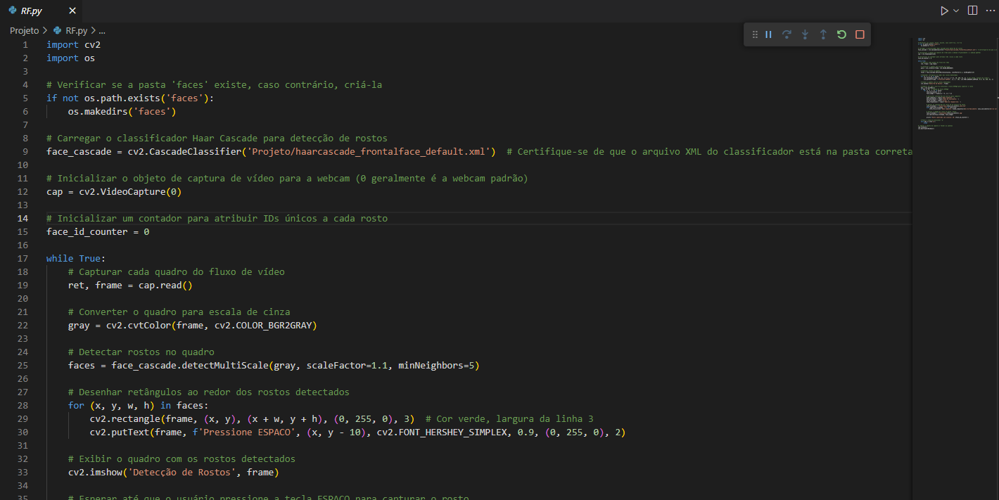 RF.py
Projeto > RF.py > ...
1 import cv2
2 import os
3
4 # Verificar se a pasta 'faces' existe, caso contrário, criá-la
5 if not os.path.exists('faces'):
6     os.makedirs('faces')
7
8 # Carregar o classificador Haar Cascade para detecção de rostos
9 face_cascade = cv2.CascadeClassifier('Projeto/haarcascade_frontalface_default.xml')  # Certifique-se de que o arquivo XML do classificador está na pasta correta
10
11 # Inicializar o objeto de captura de vídeo para a webcam (0 geralmente é a webcam padrão)
12 cap = cv2.VideoCapture(0)
13
14 # Inicializar um contador para atribuir IDs únicos a cada rosto
15 face_id_counter = 0
16
17 while True:
18     # Capturar cada quadro do fluxo de vídeo
19     ret, frame = cap.read()
20
21     # Converter o quadro para escala de cinza
22     gray = cv2.cvtColor(frame, cv2.COLOR_BGR2GRAY)
23
24     # Detectar rostos no quadro
25     faces = face_cascade.detectMultiScale(gray, scaleFactor=1.1, minNeighbors=5)
26
27     # Desenhar retângulos ao redor dos rostos detectados
28     for (x, y, w, h) in faces:
29         cv2.rectangle(frame, (x, y), (x + w, y + h), (0, 255, 0), 3)  # Cor verde, largura da linha 3
30         cv2.putText(frame, f'Pressione ESPACO', (x, y - 10), cv2.FONT_HERSHEY_SIMPLEX, 0.9, (0, 255, 0), 2)
31
32     # Exibir o quadro com os rostos detectados
33     cv2.imshow('Detecção de Rostos', frame)
34
35     # Esperar até que o usuário pressione a tecla ESPAÇO para capturar o rosto